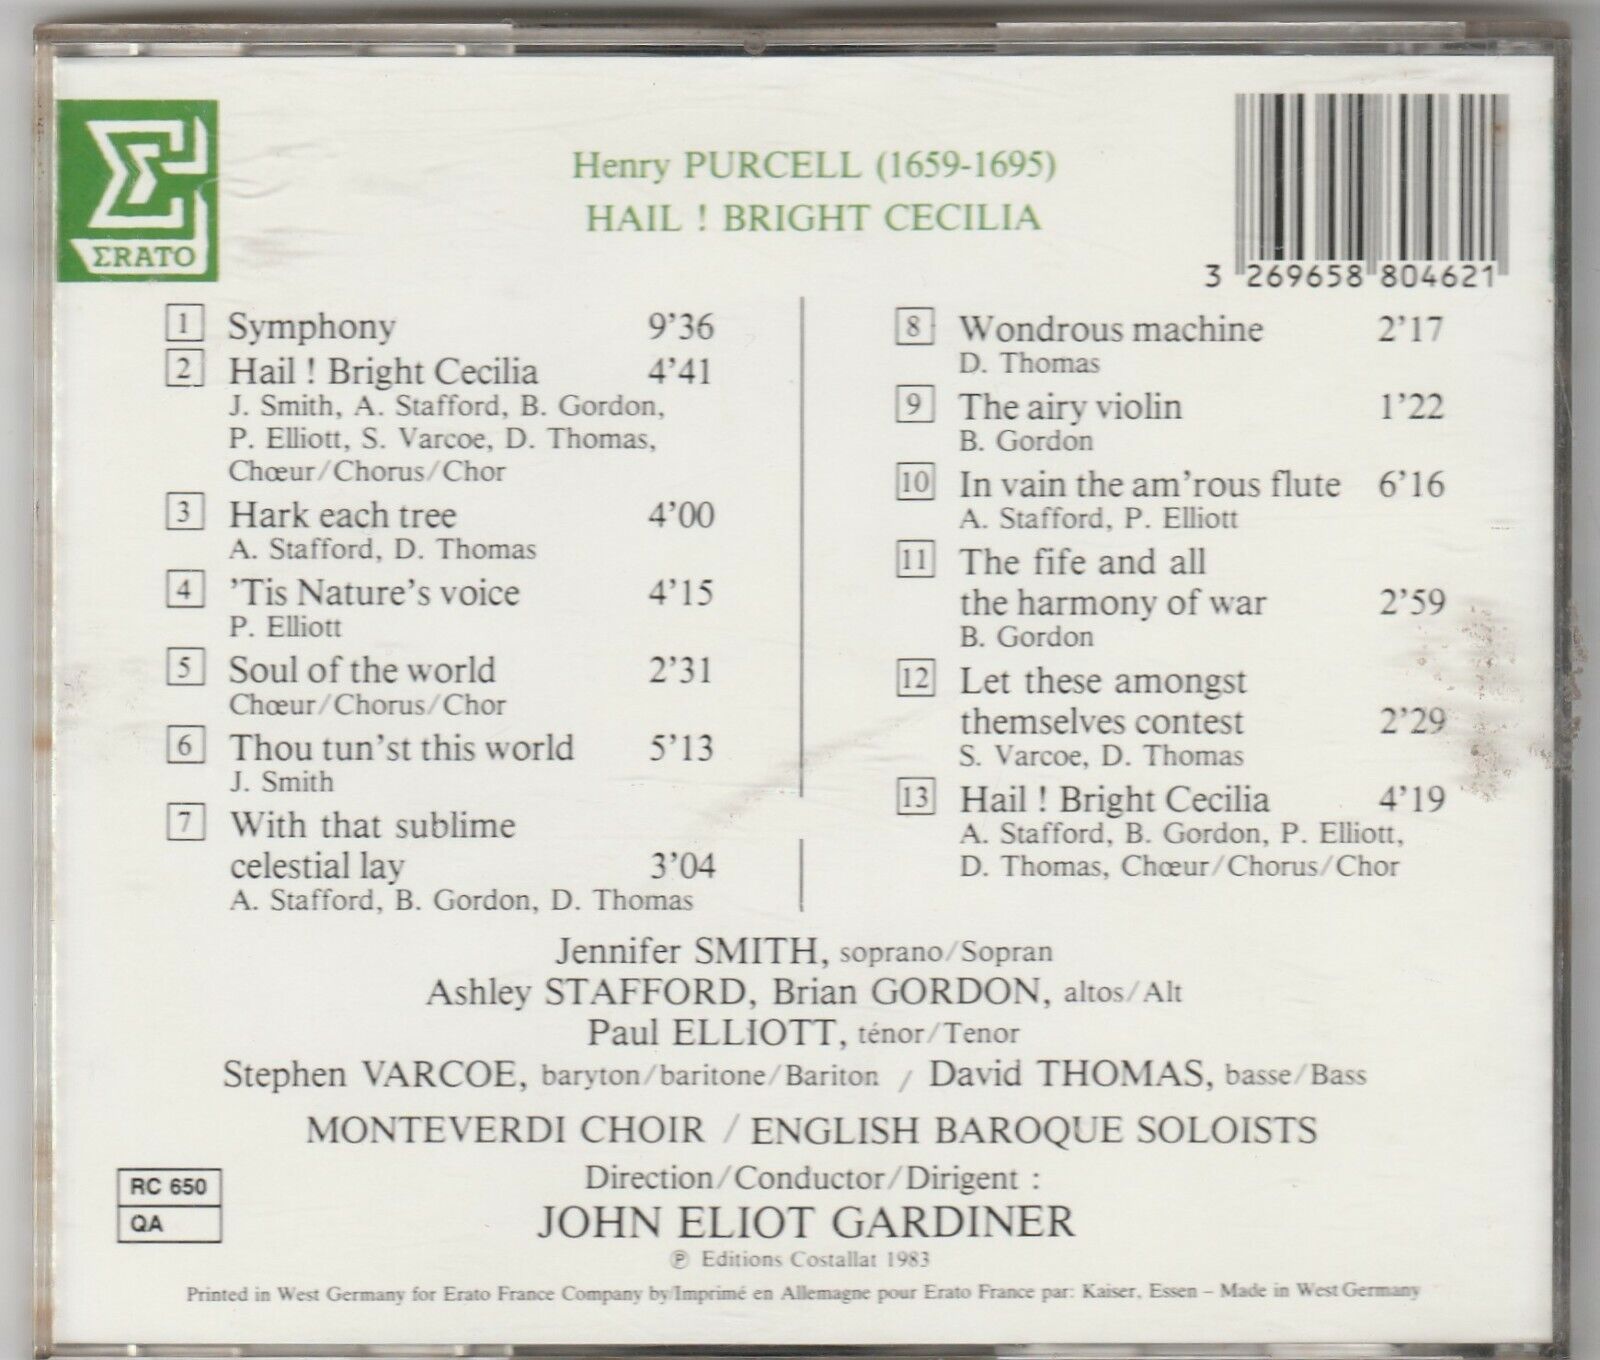 ΣRATO
Henry PURCELL (1659-1695)
HAIL ! BRIGHT CECILIA
3 269658 804621
1 Symphony 9'36
2 Hail ! Bright Cecilia 4'41
J. Smith, A. Stafford, B. Gordon,
P. Elliott, S. Varcoe, D. Thomas,
Chœur/Chorus/Chor
3 Hark each tree 4'00
A. Stafford, D. Thomas
4 'Tis Nature's voice 4'15
P. Elliott
5 Soul of the world 2'31
Chœur/Chorus/Chor
6 Thou tun'st this world 5'13
J. Smith
7 With that sublime
celestial lay 3'04
A. Stafford, B. Gordon, D. Thomas
8 Wondrous machine 2'17
D. Thomas
9 The airy violin 1'22
B. Gordon
10 In vain the am'rous flute 6'16
A. Stafford, P. Elliott
11 The fife and all
the harmony of war 2'59
B. Gordon
12 Let these amongst
themselves contest 2'29
S. Varcoe, D. Thomas
13 Hail ! Bright Cecilia 4'19
A. Stafford, B. Gordon, P. Elliott,
D. Thomas, Chœur/Chorus/Chor
Jennifer SMITH, soprano/Sopran
Ashley STAFFORD, Brian GORDON, altos/Alt
Paul ELLIOTT, ténor/Tenor
Stephen VARCOE, baryton/baritone/Bariton / David THOMAS, basse/Bass
MONTEVERDI CHOIR / ENGLISH BAROQUE SOLOISTS
Direction/Conductor/Dirigent :
JOHN ELIOT GARDINER
RC 650
QA
℗ Editions Costallat 1983
Printed in West Germany for Erato France Company by/Imprimé en Allemagne pour Erato France par: Kaiser, Essen – Made in West Germany